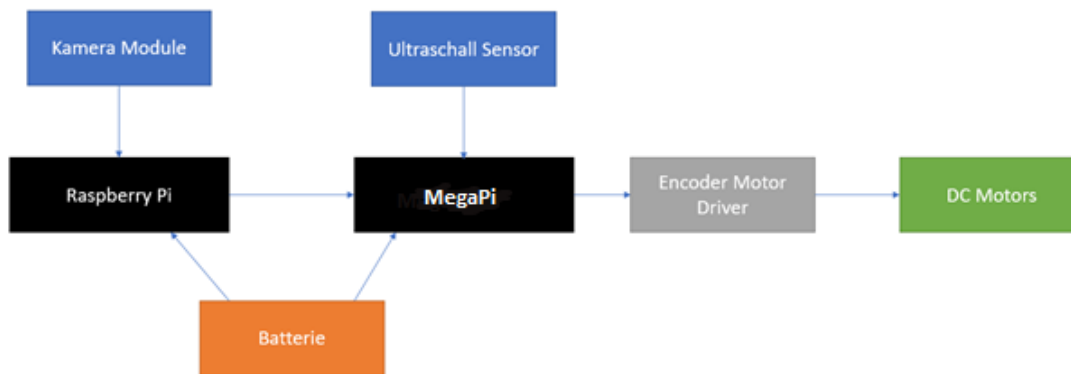 Kamera Module
Ultraschall Sensor
Raspberry Pi
MegaPi
Encoder Motor
Driver
DC Motors
Batterie